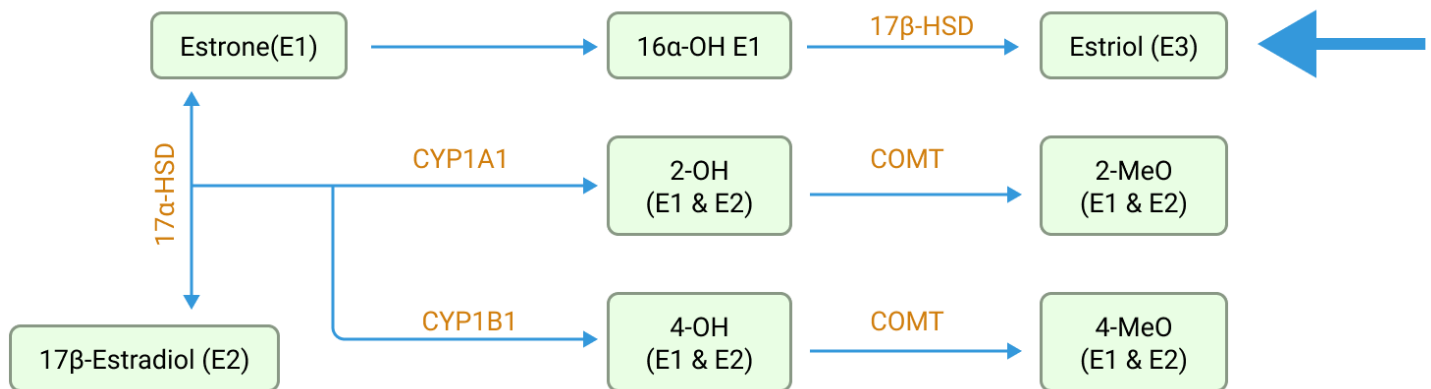 Estrone(E1)
16α-OH E1
17β-HSD
Estriol (E3)
17α-HSD
CYP1A1
2-OH
(E1 & E2)
COMT
2-MeO
(E1 & E2)
17β-Estradiol (E2)
CYP1B1
4-OH
(E1 & E2)
COMT
4-MeO
(E1 & E2)